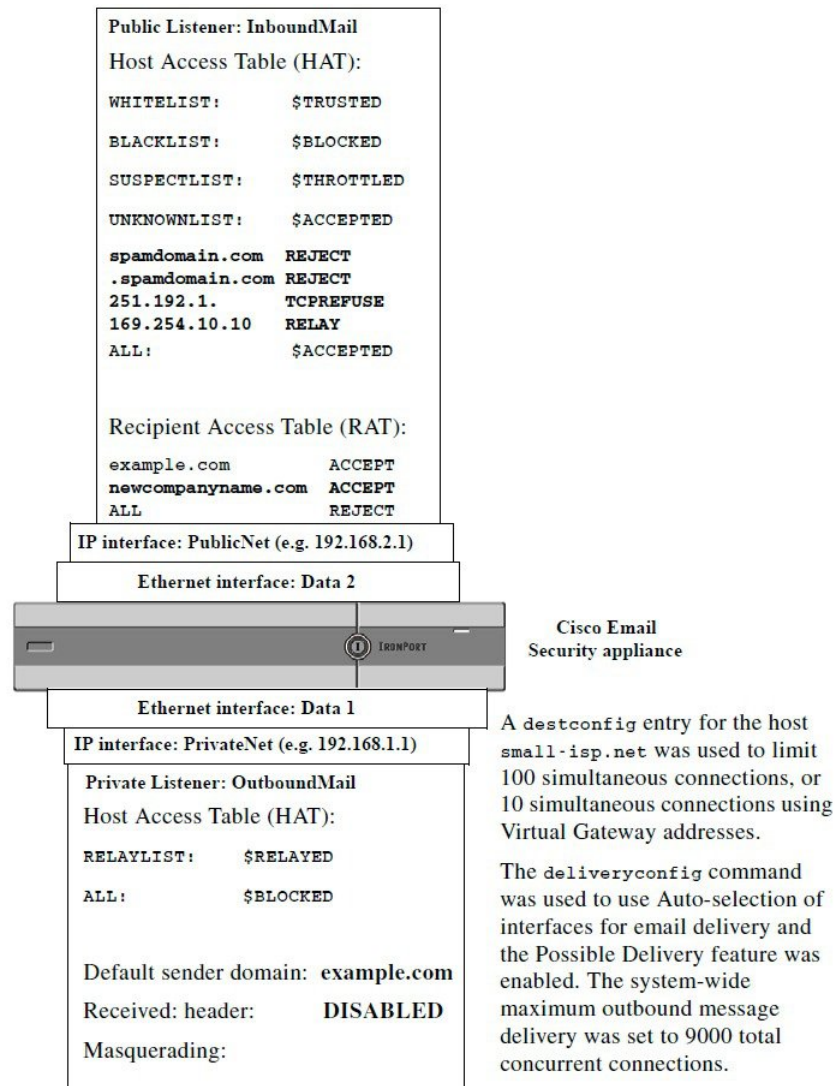 Public Listener: InboundMail
Host Access Table (HAT):
WHITELIST: $TRUSTED
BLACKLIST: $BLOCKED
SUSPECTLIST: $THROTTLED
UNKNOWNLIST: $ACCEPTED
spamdomain.com REJECT
.spamdomain.com REJECT
251.192.1. TCPREFUSE
169.254.10.10 RELAY
ALL: $ACCEPTED
Recipient Access Table (RAT):
example.com ACCEPT
newcompanyname.com ACCEPT
ALL REJECT
IP interface: PublicNet (e.g. 192.168.2.1)
Ethernet interface: Data 2
IRONPORT
Cisco Email
Security appliance
Ethernet interface: Data 1
IP interface: PrivateNet (e.g. 192.168.1.1)
Private Listener: OutboundMail
Host Access Table (HAT):
RELAYLIST: $RELAYED
ALL: $BLOCKED
Default sender domain: example.com
Received: header: DISABLED
Masquerading:
A destconfig entry for the host
small-isp.net was used to limit
100 simultaneous connections, or
10 simultaneous connections using
Virtual Gateway addresses.
The deliveryconfig command
was used to use Auto-selection of
interfaces for email delivery and
the Possible Delivery feature was
enabled. The system-wide
maximum outbound message
delivery was set to 9000 total
concurrent connections.